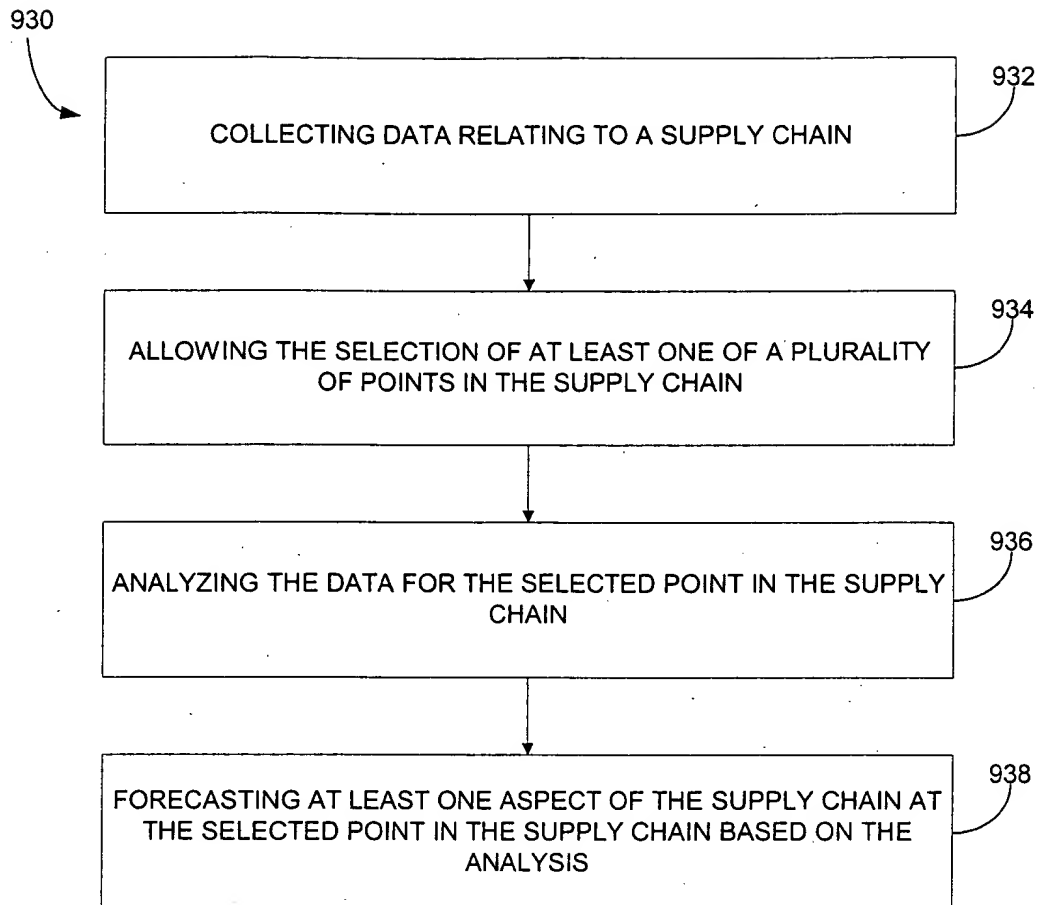 930
932
COLLECTING DATA RELATING TO A SUPPLY CHAIN
934
ALLOWING THE SELECTION OF AT LEAST ONE OF A PLURALITY
OF POINTS IN THE SUPPLY CHAIN
936
ANALYZING THE DATA FOR THE SELECTED POINT IN THE SUPPLY
CHAIN
938
FORECASTING AT LEAST ONE ASPECT OF THE SUPPLY CHAIN AT
THE SELECTED POINT IN THE SUPPLY CHAIN BASED ON THE
ANALYSIS